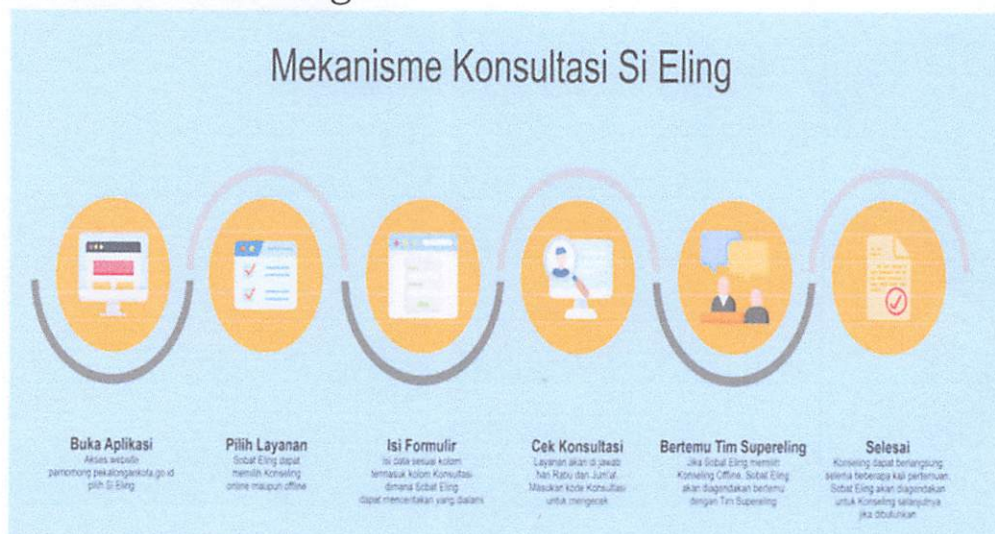 Mekanisme Konsultasi Si Eling
Buka Aplikasi
Akses website
pamomong.pekalongankota.go.id
pilih Si Eling
Pilih Layanan
Sobat Eling dapat
memilih Konseling
online maupun offline
Isi Formulir
Isi data sesuai kolom
termasuk kolom Konsultasi
dimana Sobat Eling
dapat menceritakan yang dialami
Cek Konsultasi
Layanan akan di jawab
hari Rabu dan Jum'at.
Masukan kode Konsultasi
untuk mengecek
Bertemu Tim Supereling
Jika Sobat Eling memilih
Konseling Offline, Sobat Eling
akan diagendakan bertemu
dengan Tim Supereling
Selesai
Konseling dapat berlangsung
selama beberapa kali pertemuan,
Sobat Eling akan diagendakan
untuk Konseling selanjutnya
jika dibutuhkan